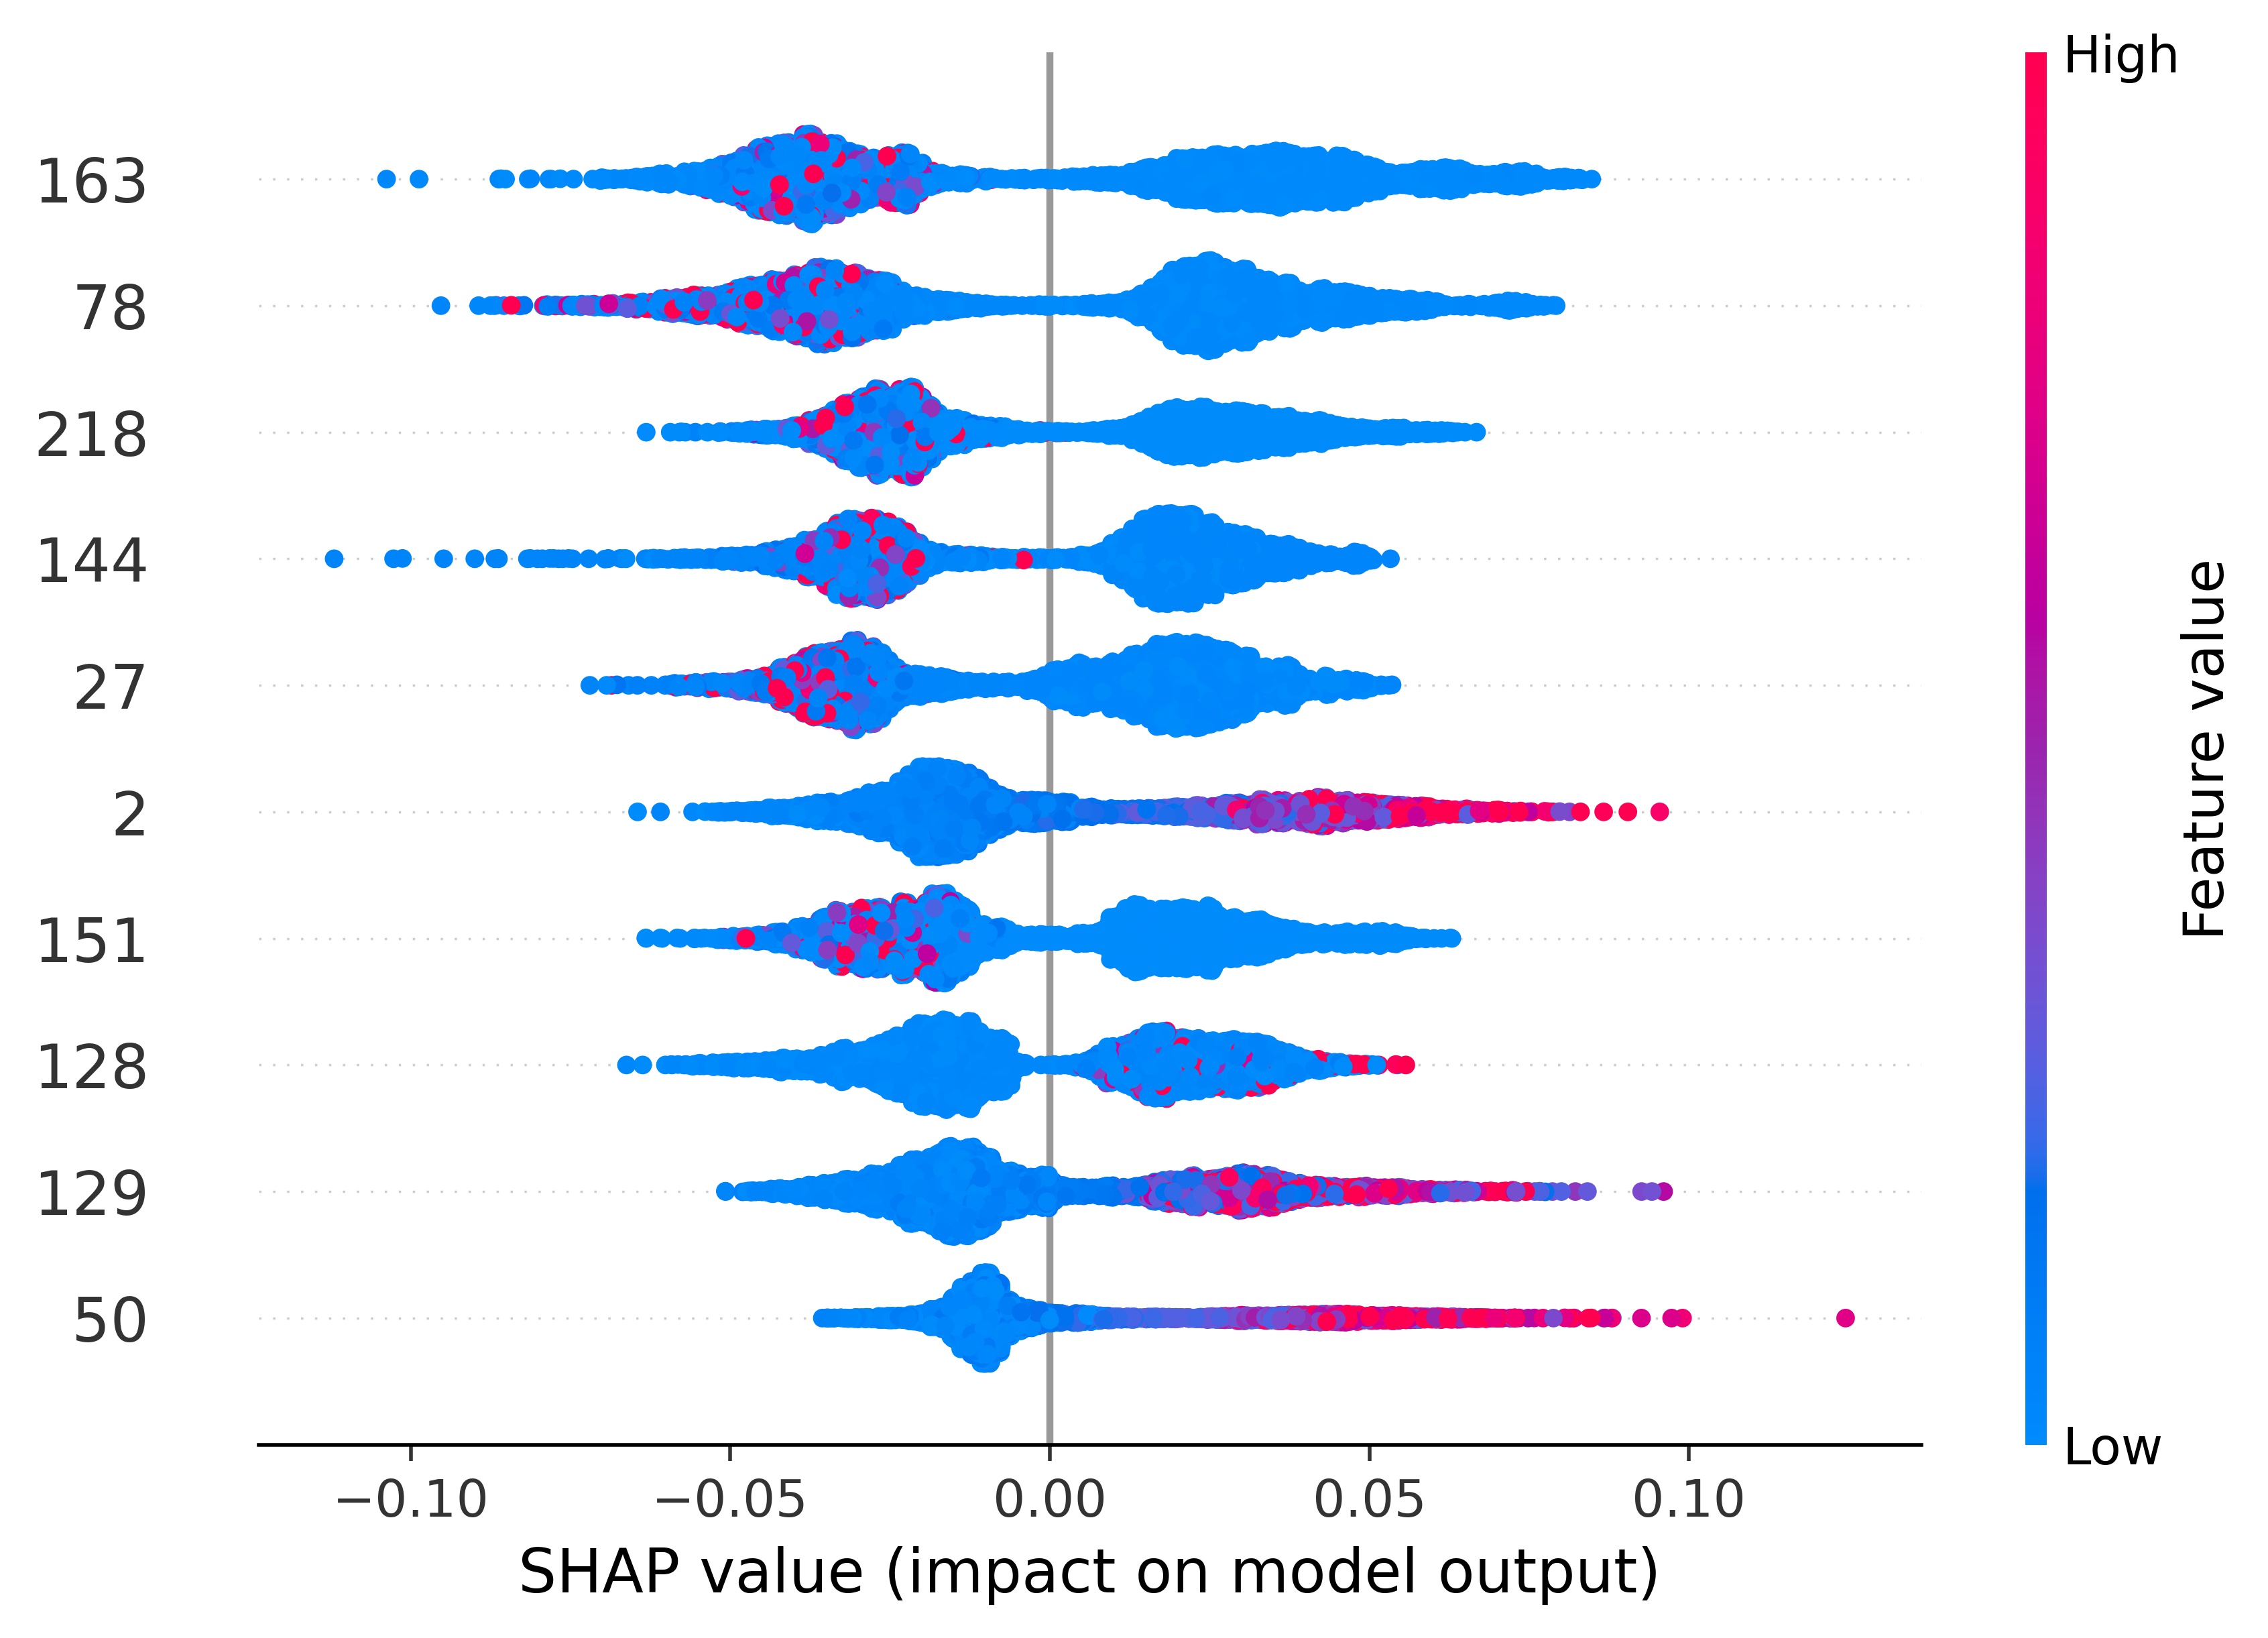 High
163
78
218
144
27
2
151
128
129
50
Low
Feature value
−0.10 −0.05 0.00 0.05 0.10
SHAP value (impact on model output)